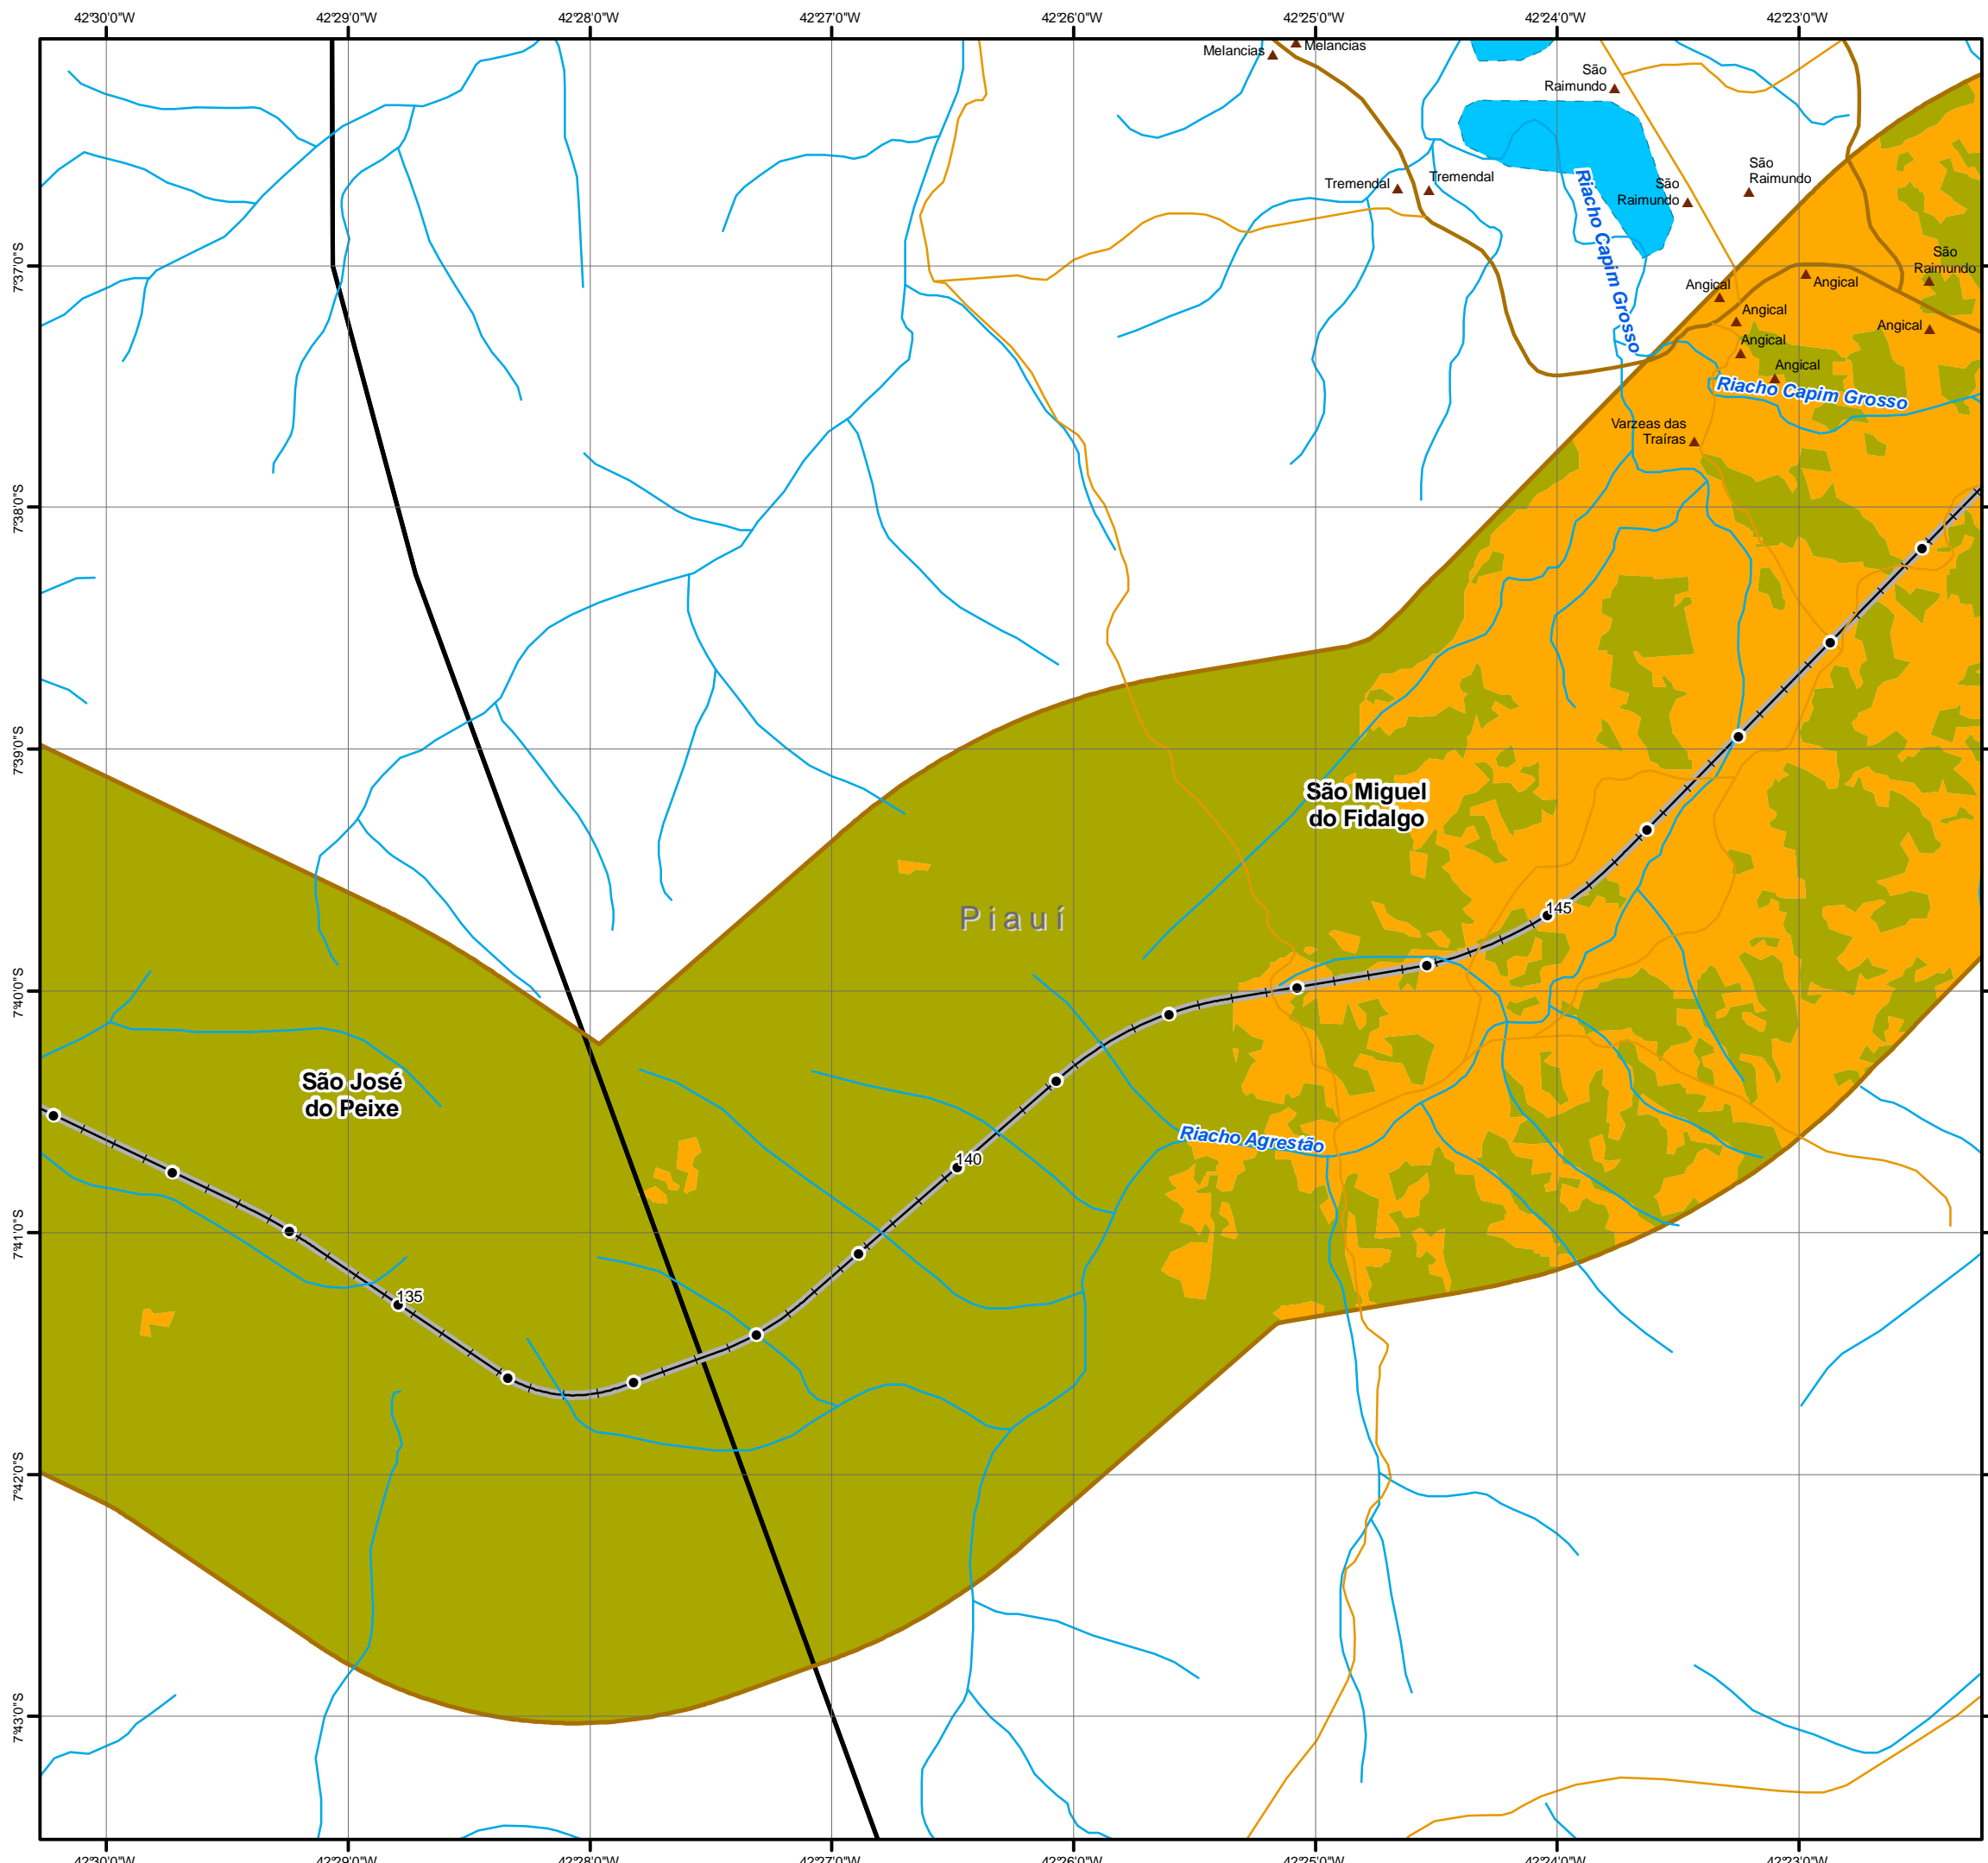 42°30'0"W 42°29'0"W 42°28'0"W 42°27'0"W 42°26'0"W 42°25'0"W 42°24'0"W 42°23'0"W
Melancias
Melancias
São
Raimundo
Tremendal
Tremendal
São
Raimundo
São
Raimundo
Riacho Capim Grosso
7°37'0"S
São
Raimundo
Angical
Angical
Angical
Angical
Angical
Angical
Riacho Capim Grosso
Varzeas das
Traíras
7°38'0"S
7°39'0"S
São Miguel
do Fidalgo
Piauí
145
7°40'0"S
São José
do Peixe
Riacho Agrestão
140
7°41'0"S
135
7°42'0"S
7°43'0"S
42°30'0"W 42°29'0"W 42°28'0"W 42°27'0"W 42°26'0"W 42°25'0"W 42°24'0"W 42°23'0"W